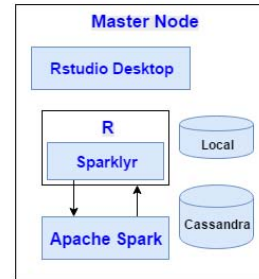 Master Node
Rstudio Desktop
R
Sparklyr
Local
Cassandra
Apache Spark